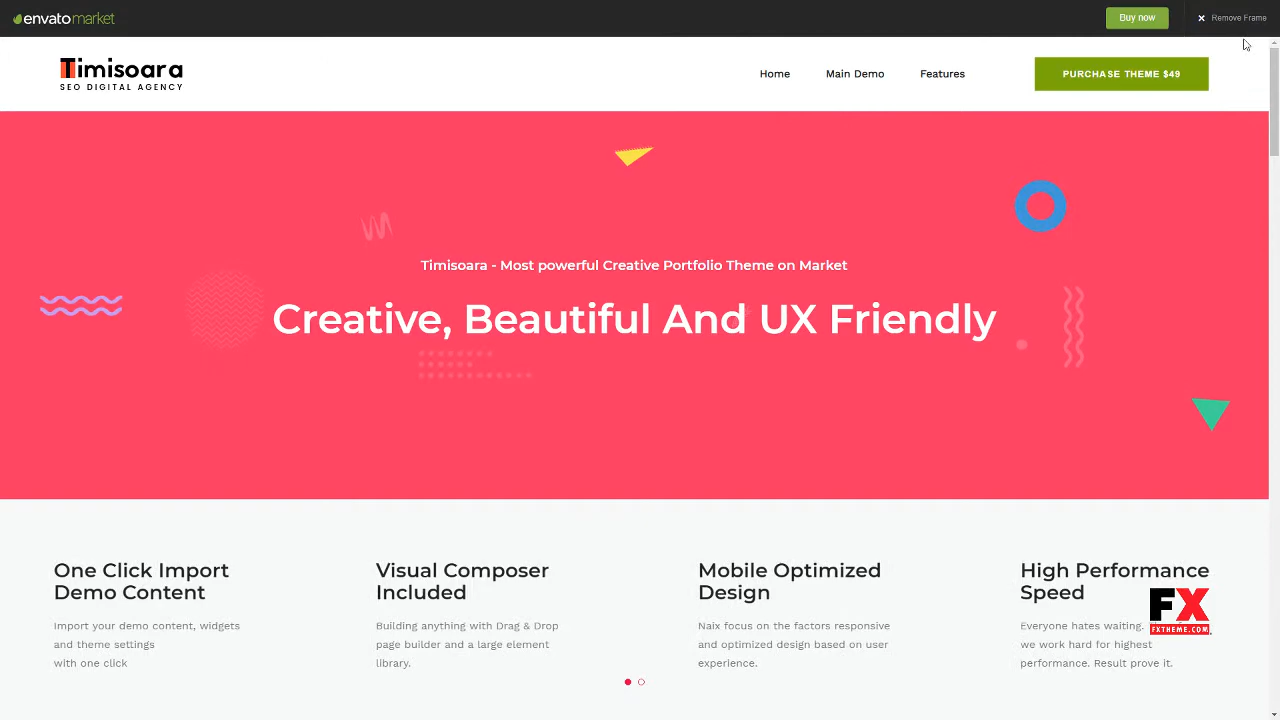 envatomarket
Buy now
Remove Frame
Timisoara
SEO DIGITAL AGENCY
Home
Main Demo
Features
PURCHASE THEME $49
Timisoara - Most powerful Creative Portfolio Theme on Market
Creative, Beautiful And UX Friendly
One Click Import
Demo Content
Import your demo content, widgets
and theme settings
with one click
Visual Composer
Included
Building anything with Drag & Drop
page builder and a large element
library.
Mobile Optimized
Design
Naix focus on the factors responsive
and optimized design based on user
experience.
High Performance
Speed
Everyone hates waiting.
we work hard for highest
performance. Result prove it.
FX
FXTHEME.COM